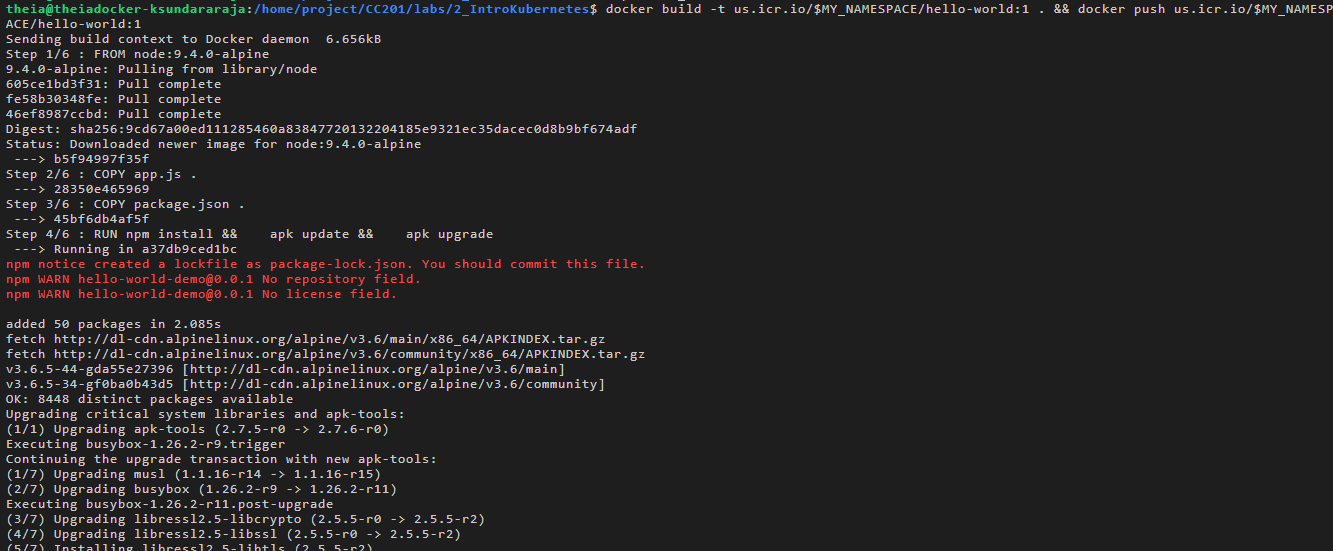 theia@theiadocker-ksundararaja:/home/project/CC201/labs/2_IntroKubernetes$ docker build -t us.icr.io/$MY_NAMESPACE/hello-world:1 . && docker push us.icr.io/$MY_NAMESP
ACE/hello-world:1
Sending build context to Docker daemon  6.656kB
Step 1/6 : FROM node:9.4.0-alpine
9.4.0-alpine: Pulling from library/node
605ce1bd3f31: Pull complete
fe58b30348fe: Pull complete
46ef8987ccbd: Pull complete
Digest: sha256:9cd67a00ed111285460a83847720132204185e9321ec35dacec0d8b9bf674adf
Status: Downloaded newer image for node:9.4.0-alpine
 ---> b5f94997f35f
Step 2/6 : COPY app.js .
 ---> 28350e465969
Step 3/6 : COPY package.json .
 ---> 45bf6db4af5f
Step 4/6 : RUN npm install &&    apk update &&    apk upgrade
 ---> Running in a37db9ced1bc
npm notice created a lockfile as package-lock.json. You should commit this file.
npm WARN hello-world-demo@0.0.1 No repository field.
npm WARN hello-world-demo@0.0.1 No license field.
added 50 packages in 2.085s
fetch http://dl-cdn.alpinelinux.org/alpine/v3.6/main/x86_64/APKINDEX.tar.gz
fetch http://dl-cdn.alpinelinux.org/alpine/v3.6/community/x86_64/APKINDEX.tar.gz
v3.6.5-44-gda55e27396 [http://dl-cdn.alpinelinux.org/alpine/v3.6/main]
v3.6.5-34-gf0ba0b43d5 [http://dl-cdn.alpinelinux.org/alpine/v3.6/community]
OK: 8448 distinct packages available
Upgrading critical system libraries and apk-tools:
(1/1) Upgrading apk-tools (2.7.5-r0 -> 2.7.6-r0)
Executing busybox-1.26.2-r9.trigger
Continuing the upgrade transaction with new apk-tools:
(1/7) Upgrading musl (1.1.16-r14 -> 1.1.16-r15)
(2/7) Upgrading busybox (1.26.2-r9 -> 1.26.2-r11)
Executing busybox-1.26.2-r11.post-upgrade
(3/7) Upgrading libressl2.5-libcrypto (2.5.5-r0 -> 2.5.5-r2)
(4/7) Upgrading libressl2.5-libssl (2.5.5-r0 -> 2.5.5-r2)
(5/7) Installing libressl2.5-libtls (2.5.5-r2)